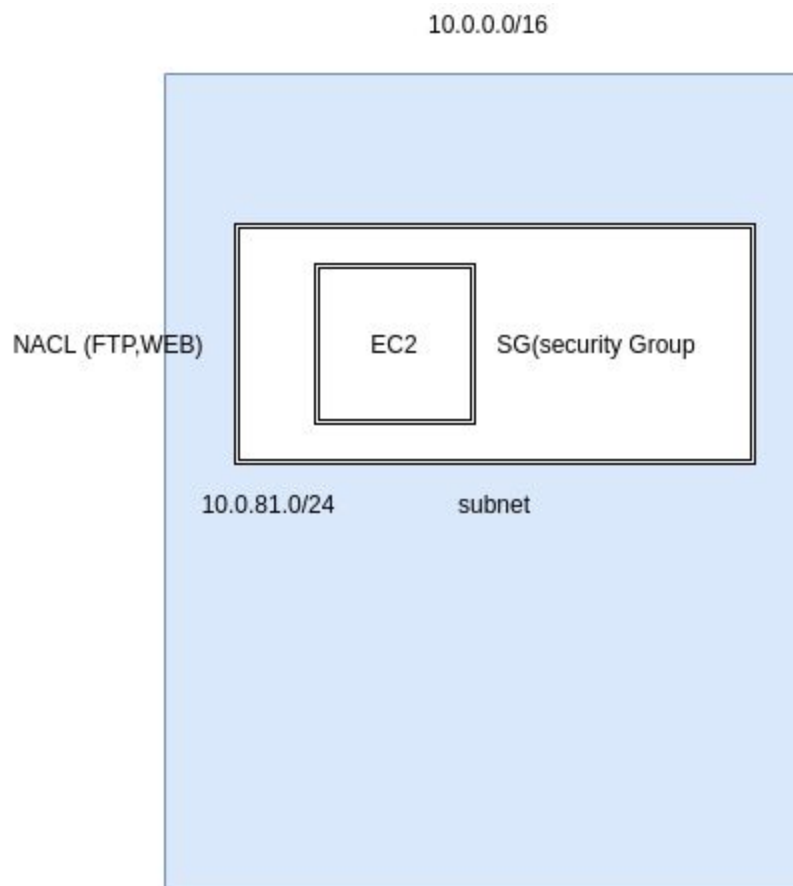 10.0.0.0/16
NACL (FTP,WEB)
EC2
SG(security Group
10.0.81.0/24
subnet